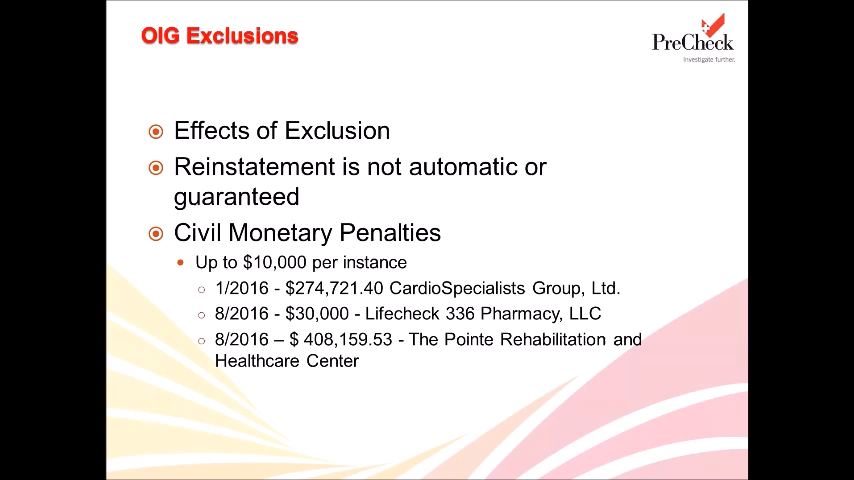 OIG Exclusions
PreCheck
Investigate further.
Effects of Exclusion
Reinstatement is not automatic or
guaranteed
Civil Monetary Penalties
Up to $10,000 per instance
1/2016 - $274,721.40 CardioSpecialists Group, Ltd.
8/2016 - $30,000 - Lifecheck 336 Pharmacy, LLC
8/2016 – $ 408,159.53 - The Pointe Rehabilitation and
Healthcare Center